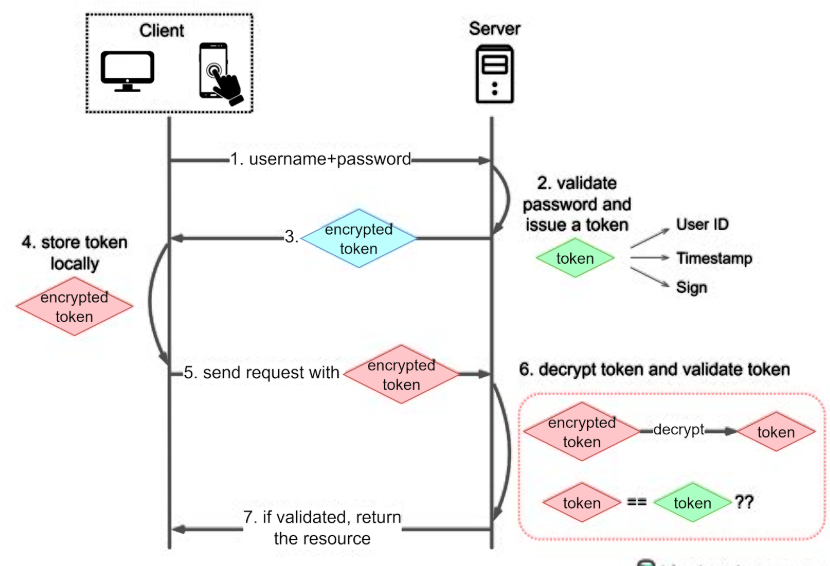 Client
Server
1. username+password
2. validate
password and
issue a token
token
User ID
Timestamp
Sign
3.
encrypted
token
4. store token
locally
encrypted
token
5. send request with
encrypted
token
6. decrypt token and validate token
encrypted
token
decrypt
token
token == token ??
7. if validated, return
the resource